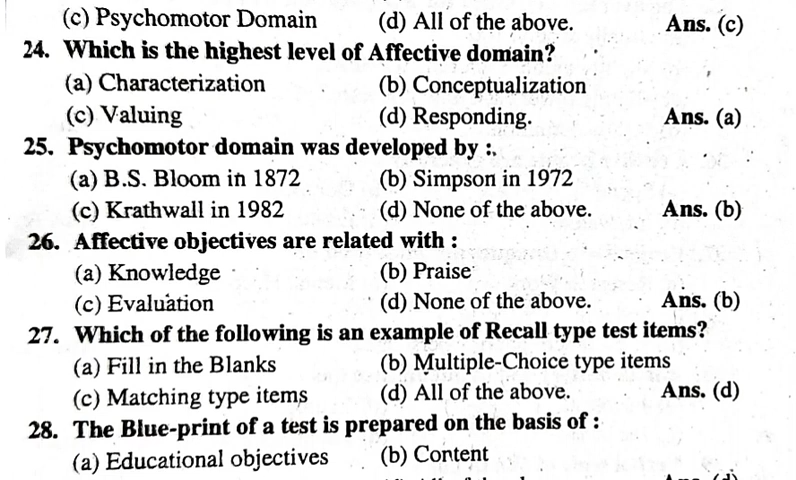 (c) Psychomotor Domain (d) All of the above. Ans. (c)
24. Which is the highest level of Affective domain?
(a) Characterization (b) Conceptualization
(c) Valuing (d) Responding. Ans. (a)
25. Psychomotor domain was developed by :.
(a) B.S. Bloom in 1872 (b) Simpson in 1972
(c) Krathwall in 1982 (d) None of the above. Ans. (b)
26. Affective objectives are related with :
(a) Knowledge (b) Praise
(c) Evaluation (d) None of the above. Ans. (b)
27. Which of the following is an example of Recall type test items?
(a) Fill in the Blanks (b) Multiple-Choice type items
(c) Matching type items (d) All of the above. Ans. (d)
28. The Blue-print of a test is prepared on the basis of :
(a) Educational objectives (b) Content